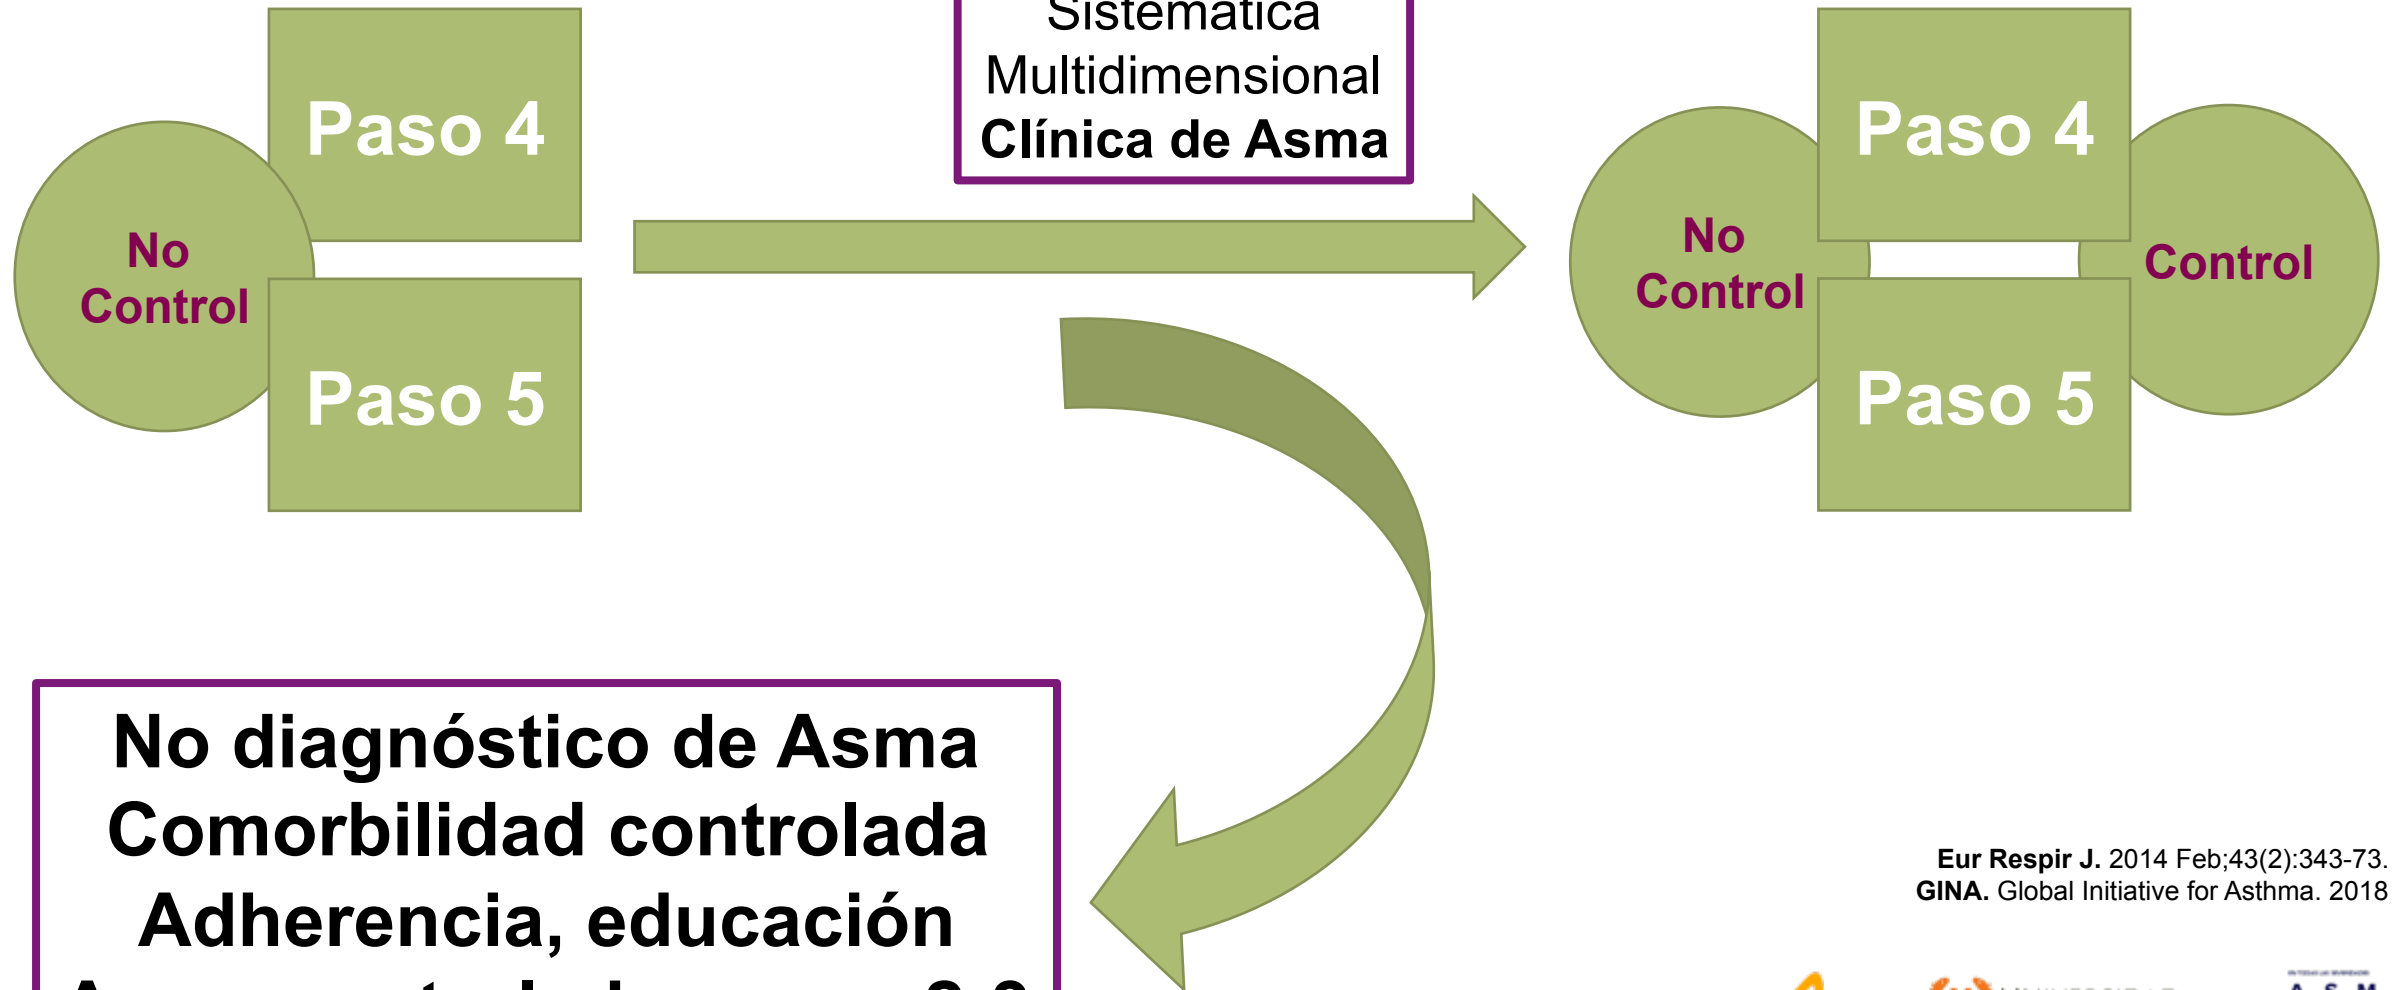 Sistemática
Multidimensional
Clínica de Asma
Paso 4
No
Control
Paso 5
Paso 4
No
Control
Control
Paso 5
No diagnóstico de Asma
Comorbilidad controlada
Adherencia, educación
Eur Respir J. 2014 Feb;43(2):343-73.
GINA. Global Initiative for Asthma. 2018
A S M